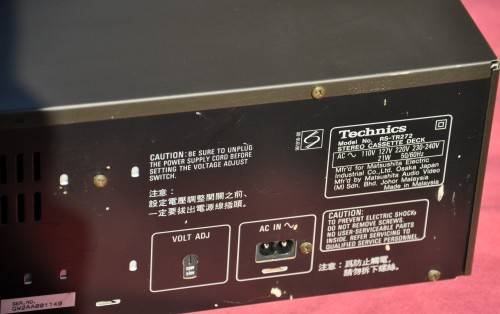 CAUTION: BE SURE TO UNPLUG
THE POWER SUPPLY CORD BEFORE
SETTING THE VOLTAGE ADJUST
SWITCH.
注意:
設定電壓調整開關之前,
一定要拔出電源線插頭。
VOLT ADJ
AC IN
Technics
Model No. RS-TR272
STEREO CASSETTE DECK
AC 110V 127V 220V 230-240V
21W 50/60Hz
Mfr'd for Matsushita Electric
Industrial Co., Ltd. Osaka Japan
Mfr'd by Matsushita Audio Video
(M) Sdn. Bhd. Johor Malaysia
Made in Malaysia
CAUTION:
TO PREVENT ELECTRIC SHOCK
DO NOT REMOVE SCREWS.
NO USER-SERVICEABLE PARTS
INSIDE. REFER SERVICING TO
QUALIFIED SERVICE PERSONNEL.
注意: 爲防止觸電,
請勿拆下螺絲.
SERIAL NO.
GW2AA001149